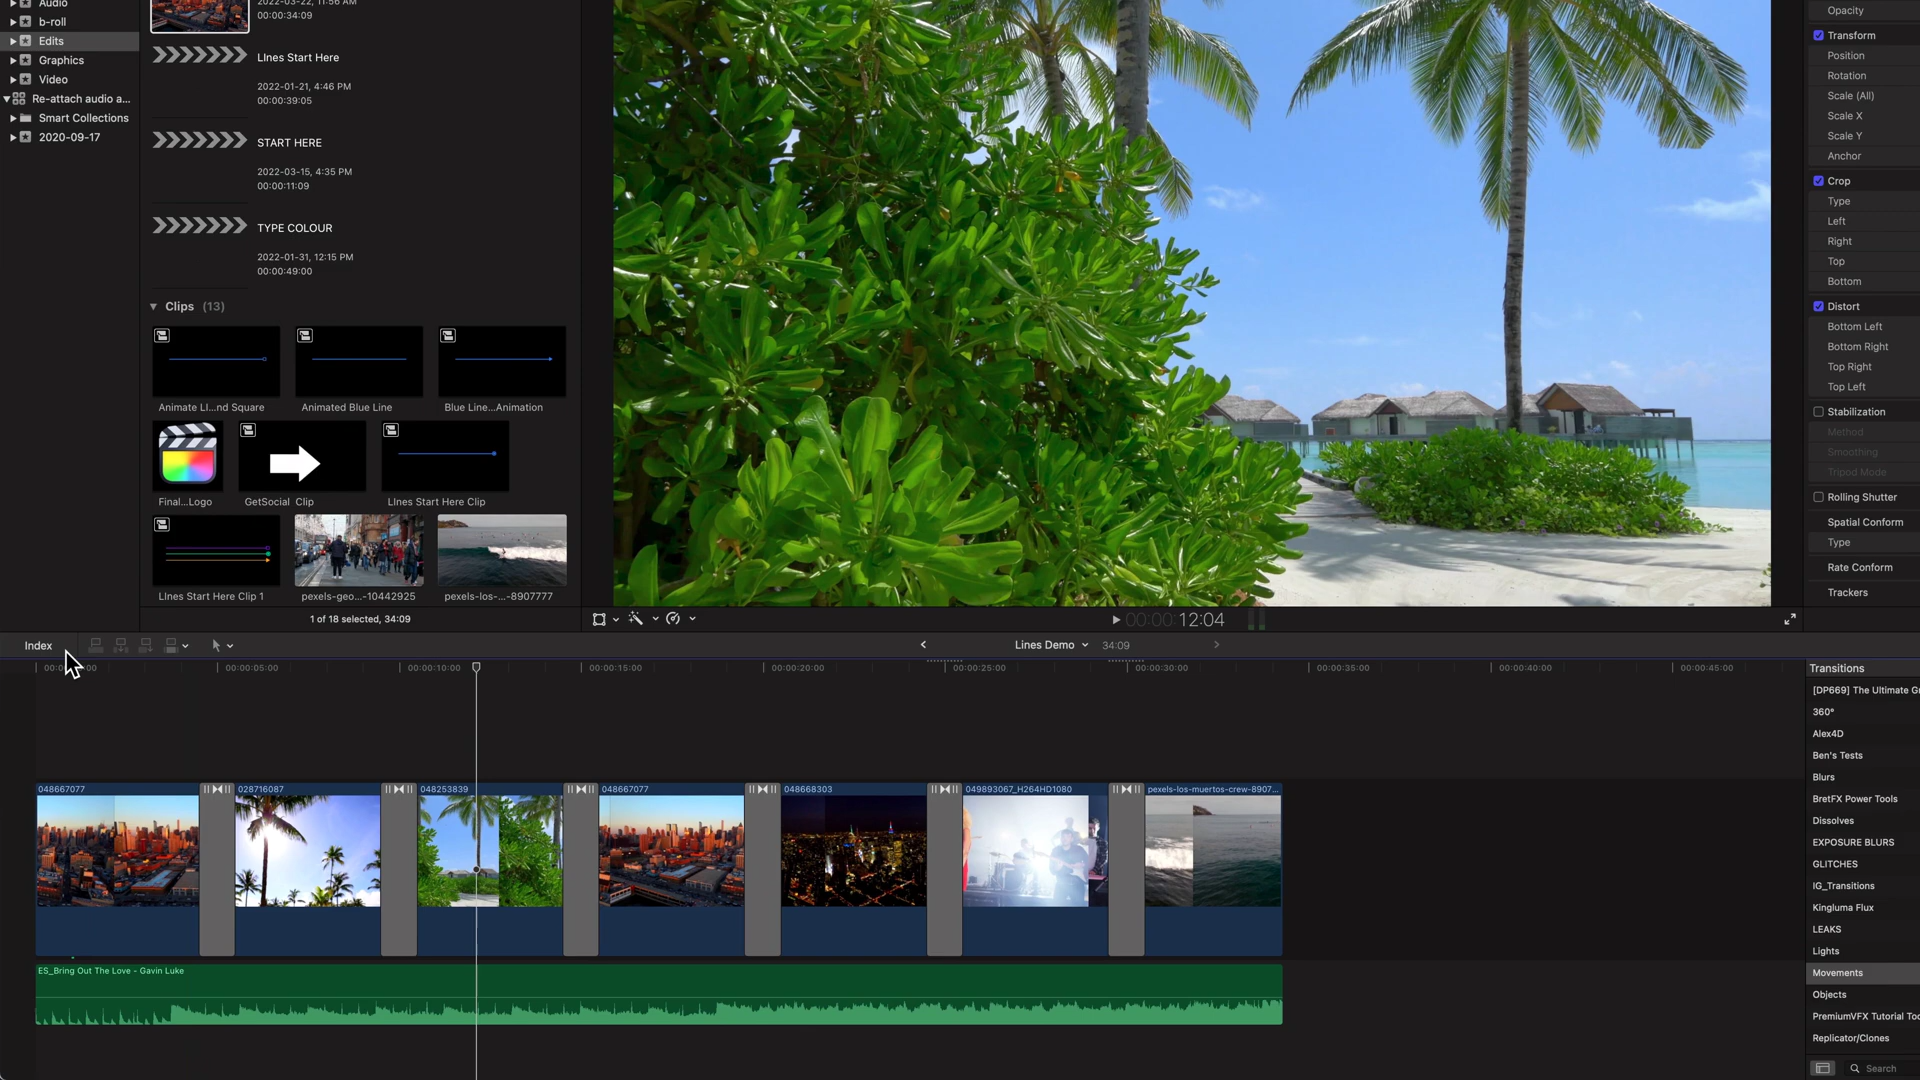 Audio
b-roll
Edits
Graphics
Video
Re-attach audio a...
Smart Collections
2020-09-17
2022-03-22, 11:56 AM
00:00:34:09
LInes Start Here
2022-01-21, 4:46 PM
00:00:39:05
START HERE
2022-03-15, 4:35 PM
00:00:11:09
TYPE COLOUR
2022-01-31, 12:15 PM
00:00:49:00
Clips (13)
Animate LI...nd Square
Animated Blue Line
Blue Line...Animation
Final...Logo
GetSocial Clip
LInes Start Here Clip
LInes Start Here Clip 1
pexels-geo...-10442925
pexels-los-...-8907777
1 of 18 selected, 34:09
00:00:12:04
Opacity
Transform
Position
Rotation
Scale (All)
Scale X
Scale Y
Anchor
Crop
Type
Left
Right
Top
Bottom
Distort
Bottom Left
Bottom Right
Top Right
Top Left
Stabilization
Method
Smoothing
Tripod Mode
Rolling Shutter
Spatial Conform
Type
Rate Conform
Trackers
Index
Lines Demo 34:09
00:00:05:00
00:00:10:00
00:00:15:00
00:00:20:00
00:00:25:00
00:00:30:00
00:00:35:00
00:00:40:00
00:00:45:00
048667077
028716087
048253839
048667077
048668303
049893067_H264HD1080
pexels-los-muertos-crew-8907...
ES_Bring Out The Love - Gavin Luke
Transitions
[DP669] The Ultimate Gr
360°
Alex4D
Ben's Tests
Blurs
BretFX Power Tools
Dissolves
EXPOSURE BLURS
GLITCHES
IG_Transitions
Kingluma Flux
LEAKS
Lights
Movements
Objects
PremiumVFX Tutorial Too
Replicator/Clones
Search